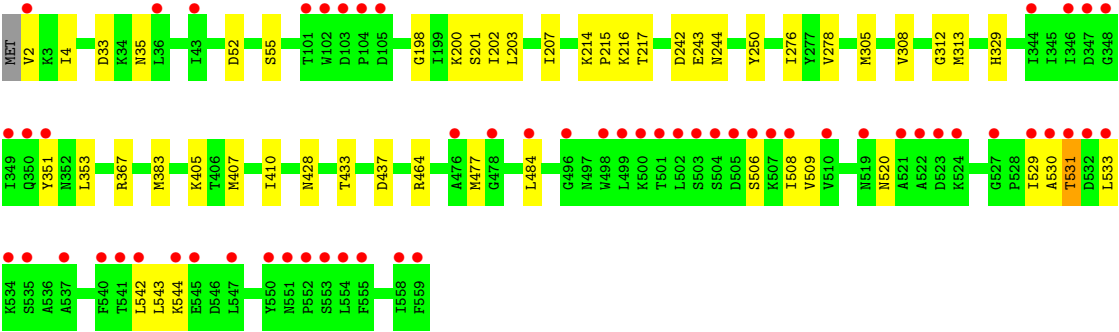 MET V2 K3 I4 D33 K34 N35 L36 I43 D52 S55 T101 W102 D103 P104 D105 G198 I199 K200 S201 I202 L203 I207 K214 P215 K216 T217 D242 E243 N244 Y250 I276 Y277 V278 M305 V308 G312 M313 H329 I344 I345 I346 D347 G348
I349 Q350 Y351 N352 L353 R367 M383 K405 T406 M407 I410 N428 T433 D437 R464 A476 M477 G478 L484 G496 N497 W498 L499 K500 T501 L502 S503 S504 D505 S506 K507 I508 V509 V510 N519 N520 A521 A522 D523 K524 G527 P528 I529 A530 T531 D532 L533
K534 S535 A536 A537 F540 T541 L542 L543 K544 E545 D546 L547 Y550 N551 P552 S553 L554 F555 I558 F559